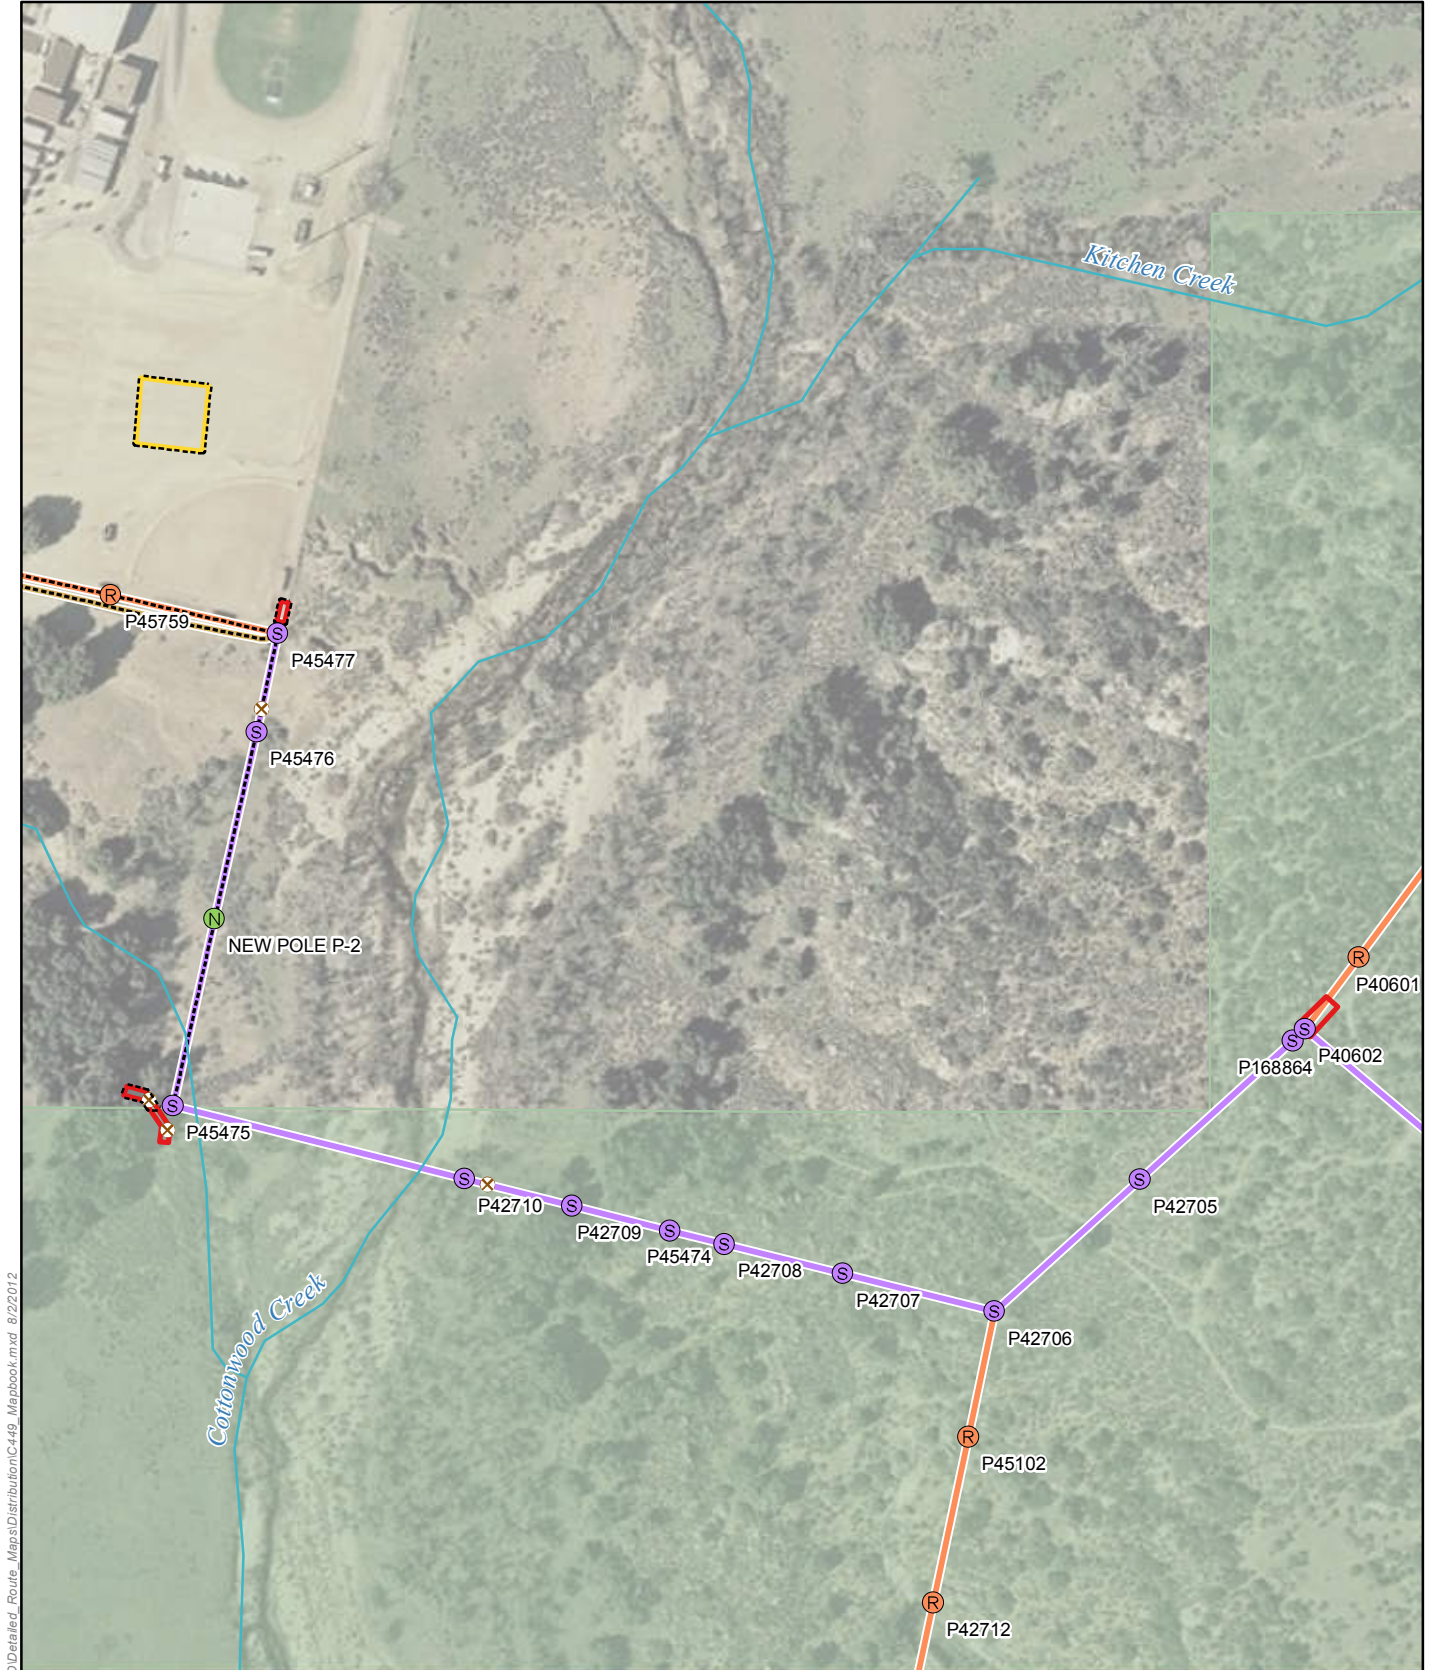 Kitchen Creek
R
P45759
S
P45477
S
P45476
N
NEW POLE P-2
R
P40601
S
S
P40602
P168864
S
P45475
S
P42710
S
P42709
S
P45474
S
P42708
S
P42707
S
P42706
S
P42705
Cottonwood Creek
R
P45102
R
P42712
\Detailed_Route_Maps\Distribution\C449_Mapbook.mxd 8/2/2012